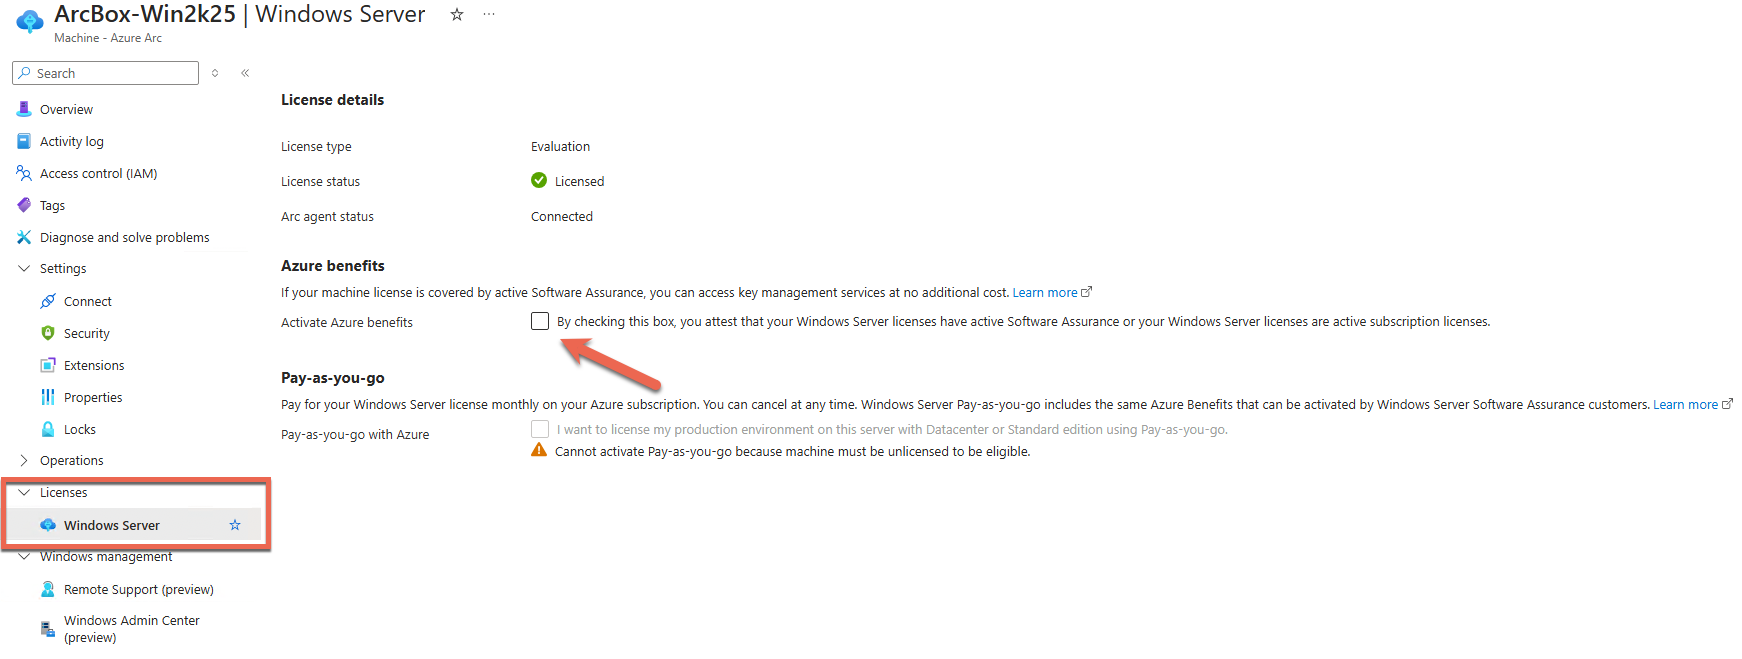 ArcBox-Win2k25 | Windows Server
Machine - Azure Arc
Search
Overview
Activity log
Access control (IAM)
Tags
Diagnose and solve problems
Settings
Connect
Security
Extensions
Properties
Locks
Operations
Licenses
Windows Server
Windows management
Remote Support (preview)
Windows Admin Center
(preview)
License details
License type Evaluation
License status Licensed
Arc agent status Connected
Azure benefits
If your machine license is covered by active Software Assurance, you can access key management services at no additional cost. Learn more
Activate Azure benefits By checking this box, you attest that your Windows Server licenses have active Software Assurance or your Windows Server licenses are active subscription licenses.
Pay-as-you-go
Pay for your Windows Server license monthly on your Azure subscription. You can cancel at any time. Windows Server Pay-as-you-go includes the same Azure Benefits that can be activated by Windows Server Software Assurance customers. Learn more
Pay-as-you-go with Azure I want to license my production environment on this server with Datacenter or Standard edition using Pay-as-you-go.
Cannot activate Pay-as-you-go because machine must be unlicensed to be eligible.